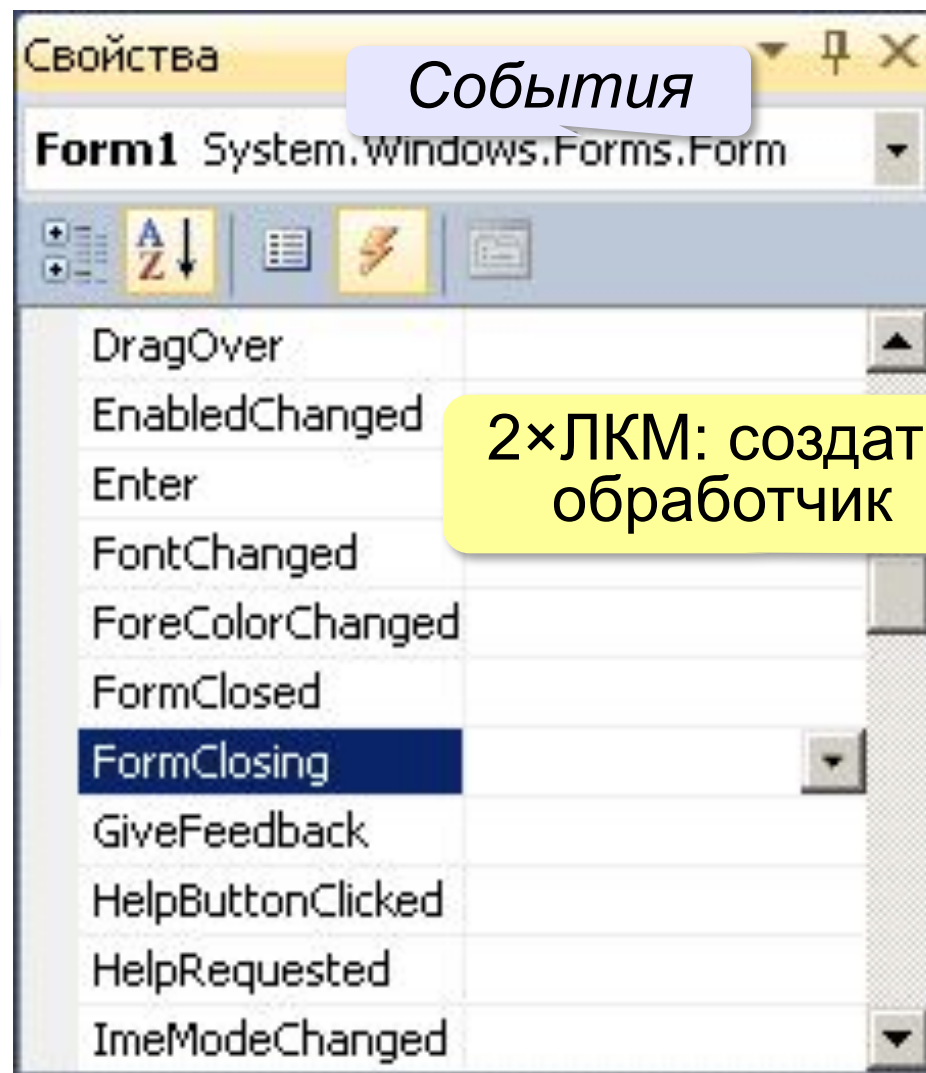 Свойства
События
Form1 System.Windows.Forms.Form
DragOver
EnabledChanged
2×ЛКМ: создат
обработчик
Enter
FontChanged
ForeColorChanged
FormClosed
FormClosing
GiveFeedback
HelpButtonClicked
HelpRequested
ImeModeChanged